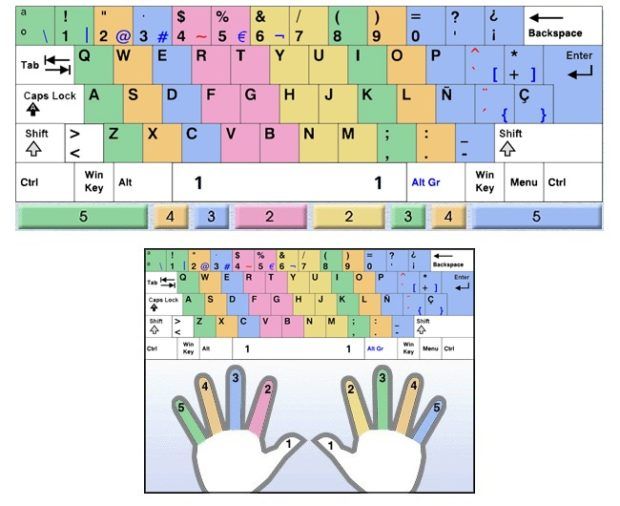 ª ! " · $ % & / ( ) = ? ¿
º \ 1 | 2 @ 3 # 4 ~ 5 € 6 ¬ 7 8 9 0 ' ¡ Backspace
Tab Q W E R T Y U I O P ^ ` [ * + ] Enter
Caps Lock A S D F G H J K L Ñ ¨ ´ { Ç }
Shift > < Z X C V B N M ; , : . _ - Shift
Ctrl Win Key Alt 1 1 Alt Gr Win Key Menu Ctrl
5 4 3 2 2 3 4 5
ª ! " · $ % & / ( ) = ? ¿
º \ 1 | 2 @ 3 # 4 ~ 5 € 6 ¬ 7 8 9 0 ' ¡ Backspace
Tab Q W E R T Y U I O P ^ ` [ * + ] Enter
Caps Lock A S D F G H J K L Ñ ¨ ´ { Ç }
Shift > < Z X C V B N M ; , : . _ - Shift
Ctrl Win Key Alt 1 1 Alt Gr Win Key Menu Ctrl
5 4 3 2 1 1 2 3 4 5